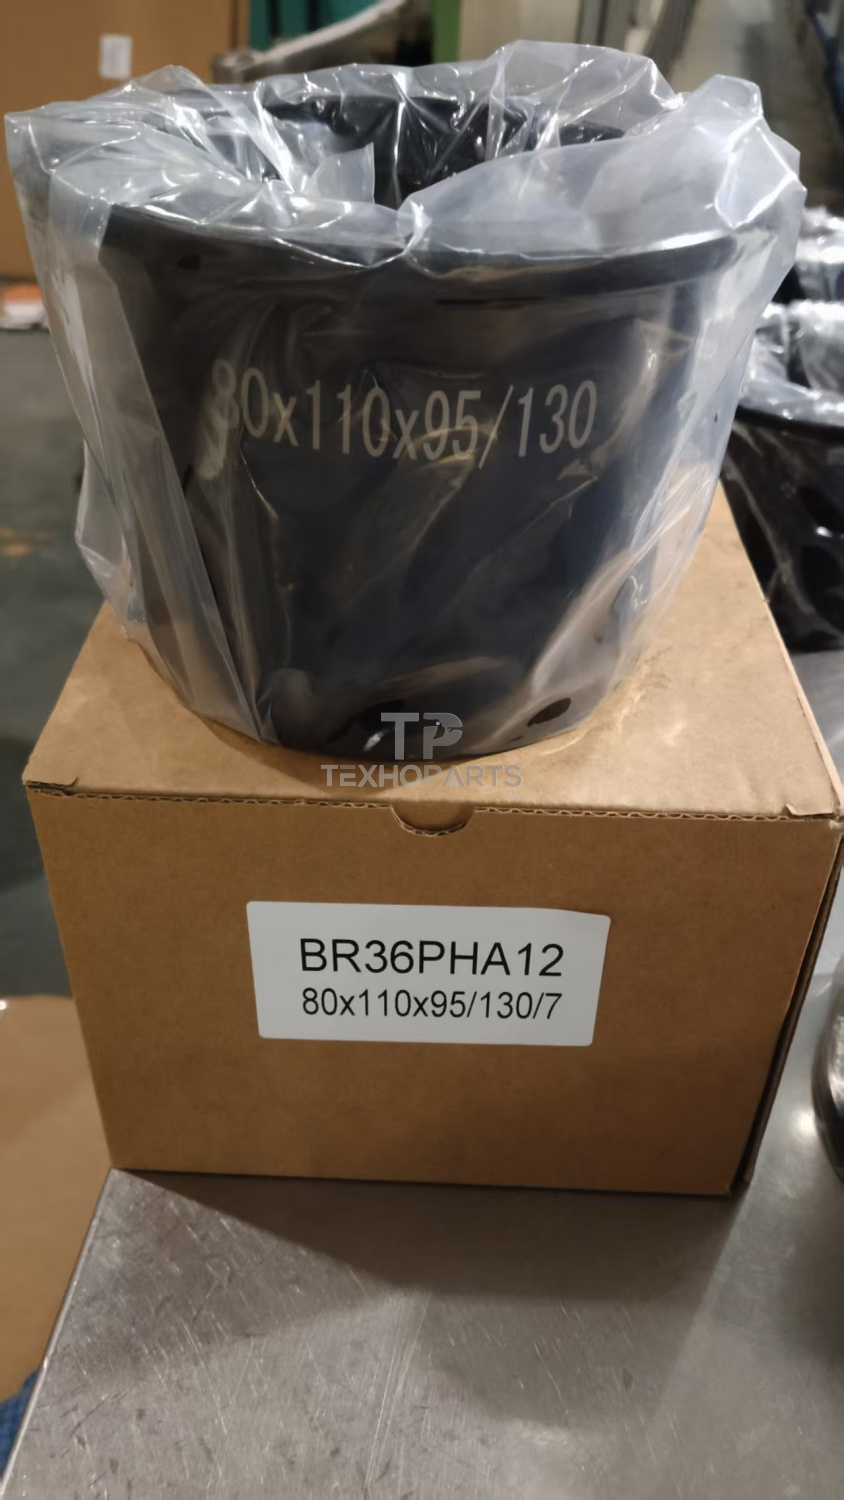 80x110x95/130
TP
TEXHOPARTS
BR36PHA12
80x110x95/130/7